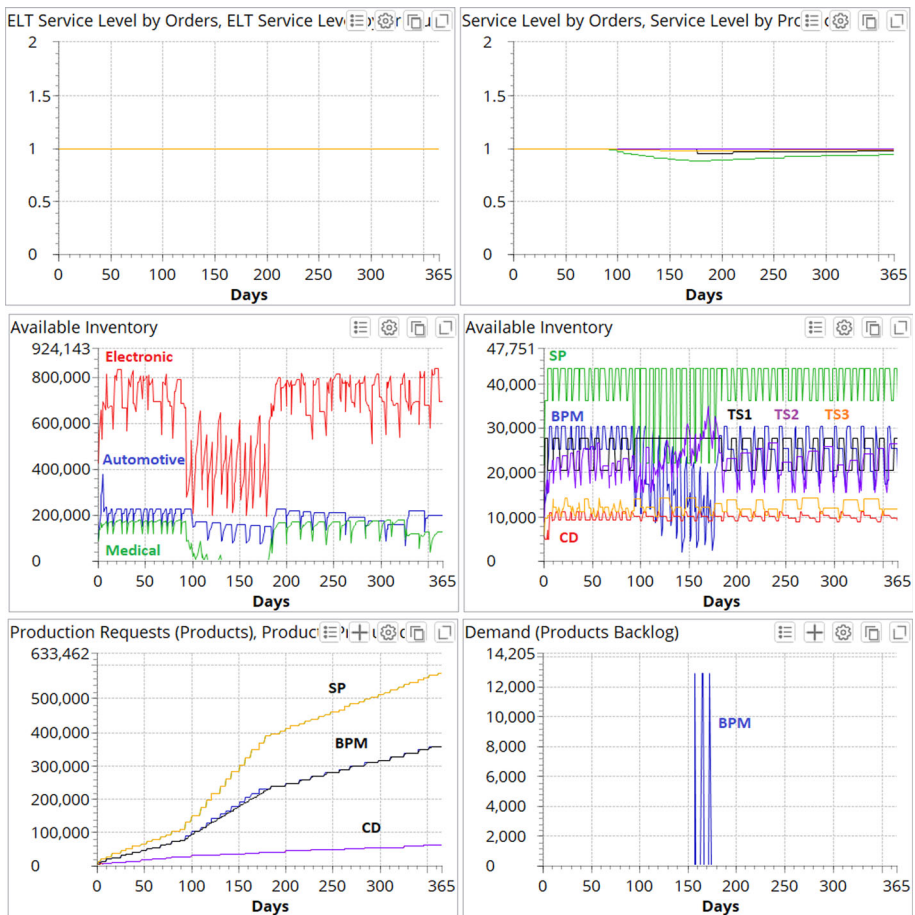 ELT Service Level by Orders, ELT Service Level by
2
1.5
1
0.5
0
0 50 100 150 200 250 300 365
Days
Service Level by Orders, Service Level by
2
1.5
1
0.5
0
0 50 100 150 200 250 300 365
Days
Available Inventory
924,143
800,000
600,000
400,000
200,000
0
Electronic
Automotive
Medical
0 50 100 150 200 250 300 365
Days
Available Inventory
47,751
40,000
30,000
20,000
10,000
0
SP
BPM
TS1 TS2 TS3
CD
0 50 100 150 200 250 300 365
Days
Production Requests (Products),
633,462
500,000
400,000
300,000
200,000
100,000
0
SP
BPM
CD
0 50 100 150 200 250 300 365
Days
Demand (Products Backlog)
14,205
12,000
10,000
8,000
6,000
4,000
2,000
0
BPM
0 50 100 150 200 250 300 365
Days